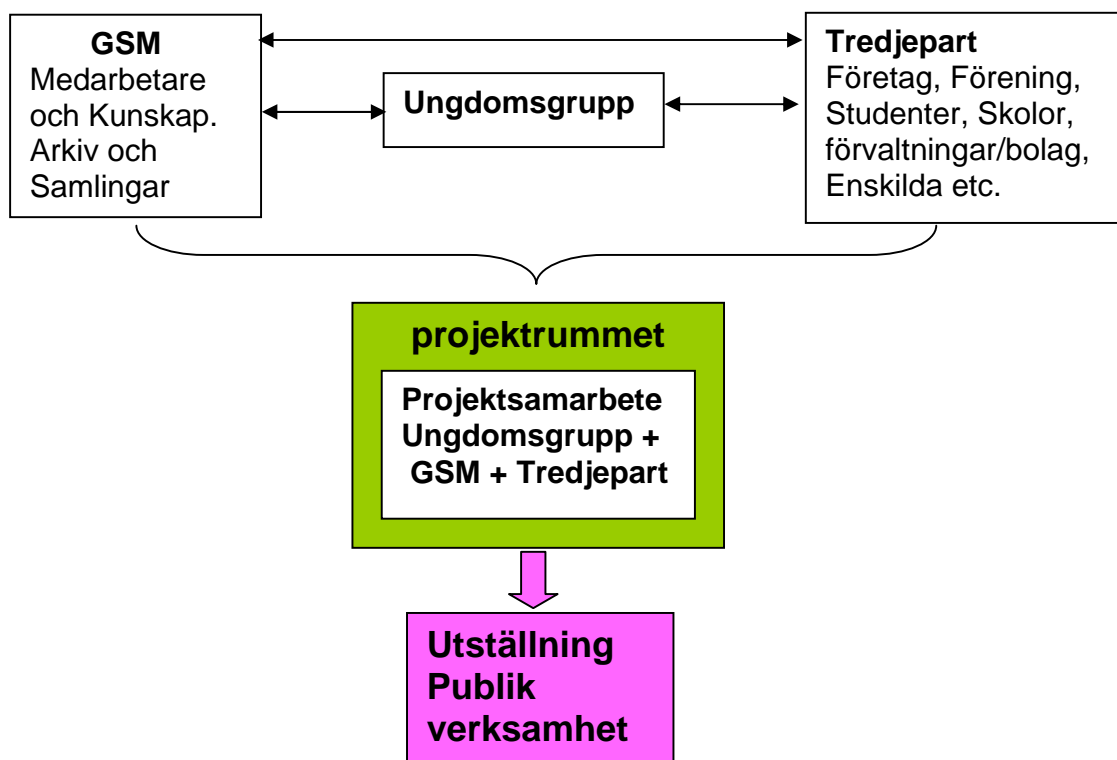 GSM
Medarbetare
och Kunskap.
Arkiv och
Samlingar
Ungdomsgrupp
Tredjepart
Företag, Förening,
Studenter, Skolor,
förvaltningar/bolag,
Enskilda etc.
projektrummet
Projektsamarbete
Ungdomsgrupp +
GSM + Tredjepart
Utställning
Publik
verksamhet